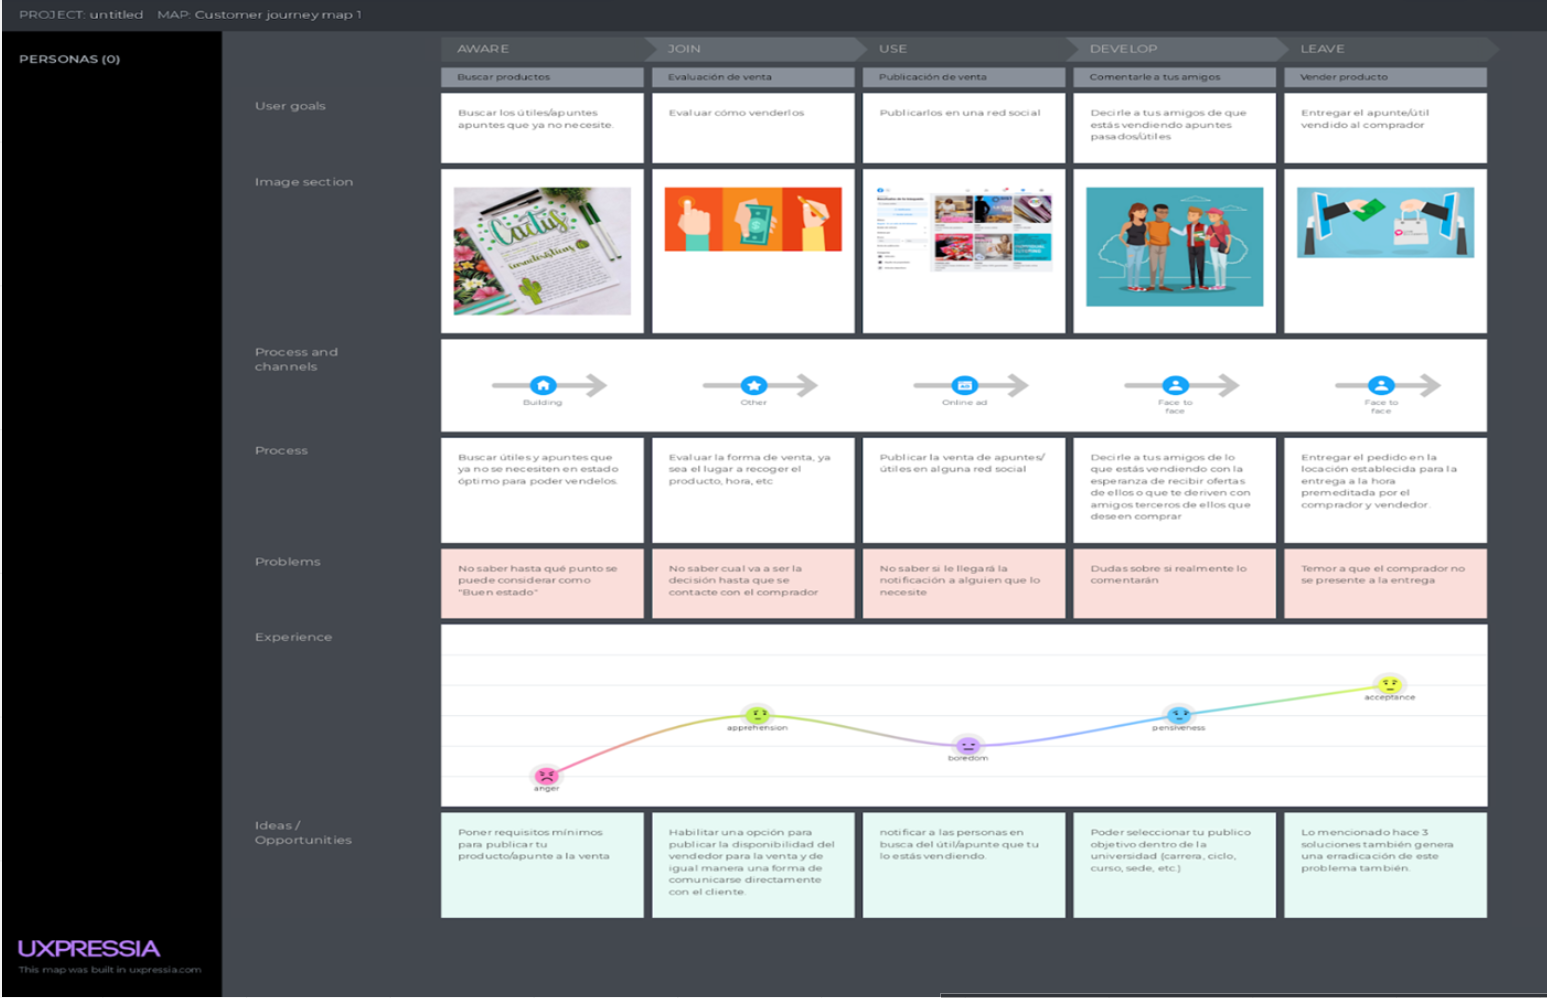 PROJECT: untitled MAP: Customer journey map 1
PERSONAS (0)
AWARE
JOIN
USE
DEVELOP
LEAVE
Buscar productos
Evaluación de venta
Publicación de venta
Comentarle a tus amigos
Vender producto
User goals
Buscar los útiles/apuntes
apuntes que ya no necesite.
Evaluar cómo venderlos
Publicarlos en una red social
Decirle a tus amigos de que
estás vendiendo apuntes
pasados/útiles
Entregar el apunte/útil
vendido al comprador
Image section
Cactus
Process and
channels
Building
Other
Online ad
Face to
face
Face to
face
Process
Buscar útiles y apuntes que
ya no se necesiten en estado
óptimo para poder vendelos.
Evaluar la forma de venta, ya
sea el lugar a recoger el
producto, hora, etc
Publicar la venta de apuntes/
útiles en alguna red social
Decirle a tus amigos de lo
que estás vendiendo con la
esperanza de recibir ofertas
de ellos o que te deriven con
amigos terceros de ellos que
deseen comprar
Entregar el pedido en la
locación establecida para la
entrega a la hora
premeditada por el
comprador y vendedor.
Problems
No saber hasta qué punto se
puede considerar como
"Buen estado"
No saber cual va a ser la
decisión hasta que se
contacte con el comprador
No saber si le llegará la
notificación a alguien que lo
necesite
Dudas sobre si realmente lo
comentarán
Temor a que el comprador no
se presente a la entrega
Experience
anger
apprehension
boredom
pensiveness
acceptance
Ideas /
Opportunities
Poner requisitos mínimos
para publicar tu
producto/apunte a la venta
Habilitar una opción para
publicar la disponibilidad del
vendedor para la venta y de
igual manera una forma de
comunicarse directamente
con el cliente.
notificar a las personas en
busca del útil/apunte que tu
lo estás vendiendo.
Poder seleccionar tu publico
objetivo dentro de la
universidad (carrera, ciclo,
curso, sede, etc.)
Lo mencionado hace 3
soluciones también genera
una erradicación de este
problema también.
UXPRESSIA
This map was built in uxpressia.com